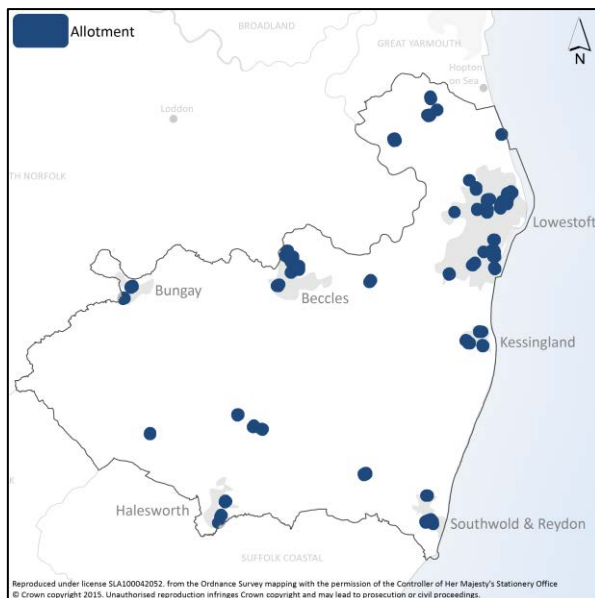 Allotment
BROADLAND
GREAT YARMOUTH
Hopton
on Sea
N
Loddon
TH NORFOLK
Lowestoft
Bungay
Beccles
Kessingland
Halesworth
Southwold & Reydon
SUFFOLK COASTAL
Reproduced under license SLA100042052. from the Ordnance Survey mapping with the permission of the Controller of Her Majesty's Stationery Office
© Crown copyright 2015. Unauthorised reproduction infringes Crown copyright and may lead to prosecution or civil proceedings.